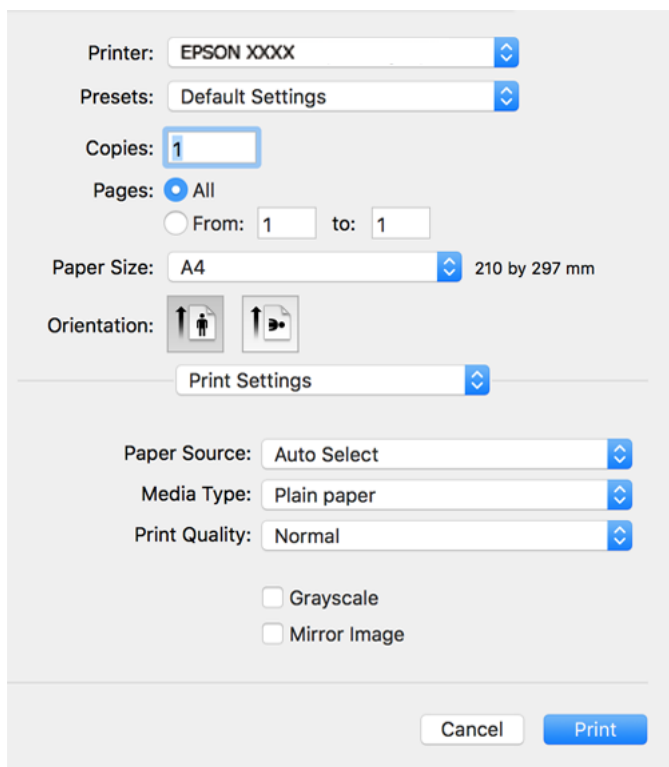 Printer: EPSON XXXX
Presets: Default Settings
Copies: 1
Pages: All
From: 1 to: 1
Paper Size: A4 210 by 297 mm
Orientation:
Print Settings
Paper Source: Auto Select
Media Type: Plain paper
Print Quality: Normal
Grayscale
Mirror Image
Cancel Print